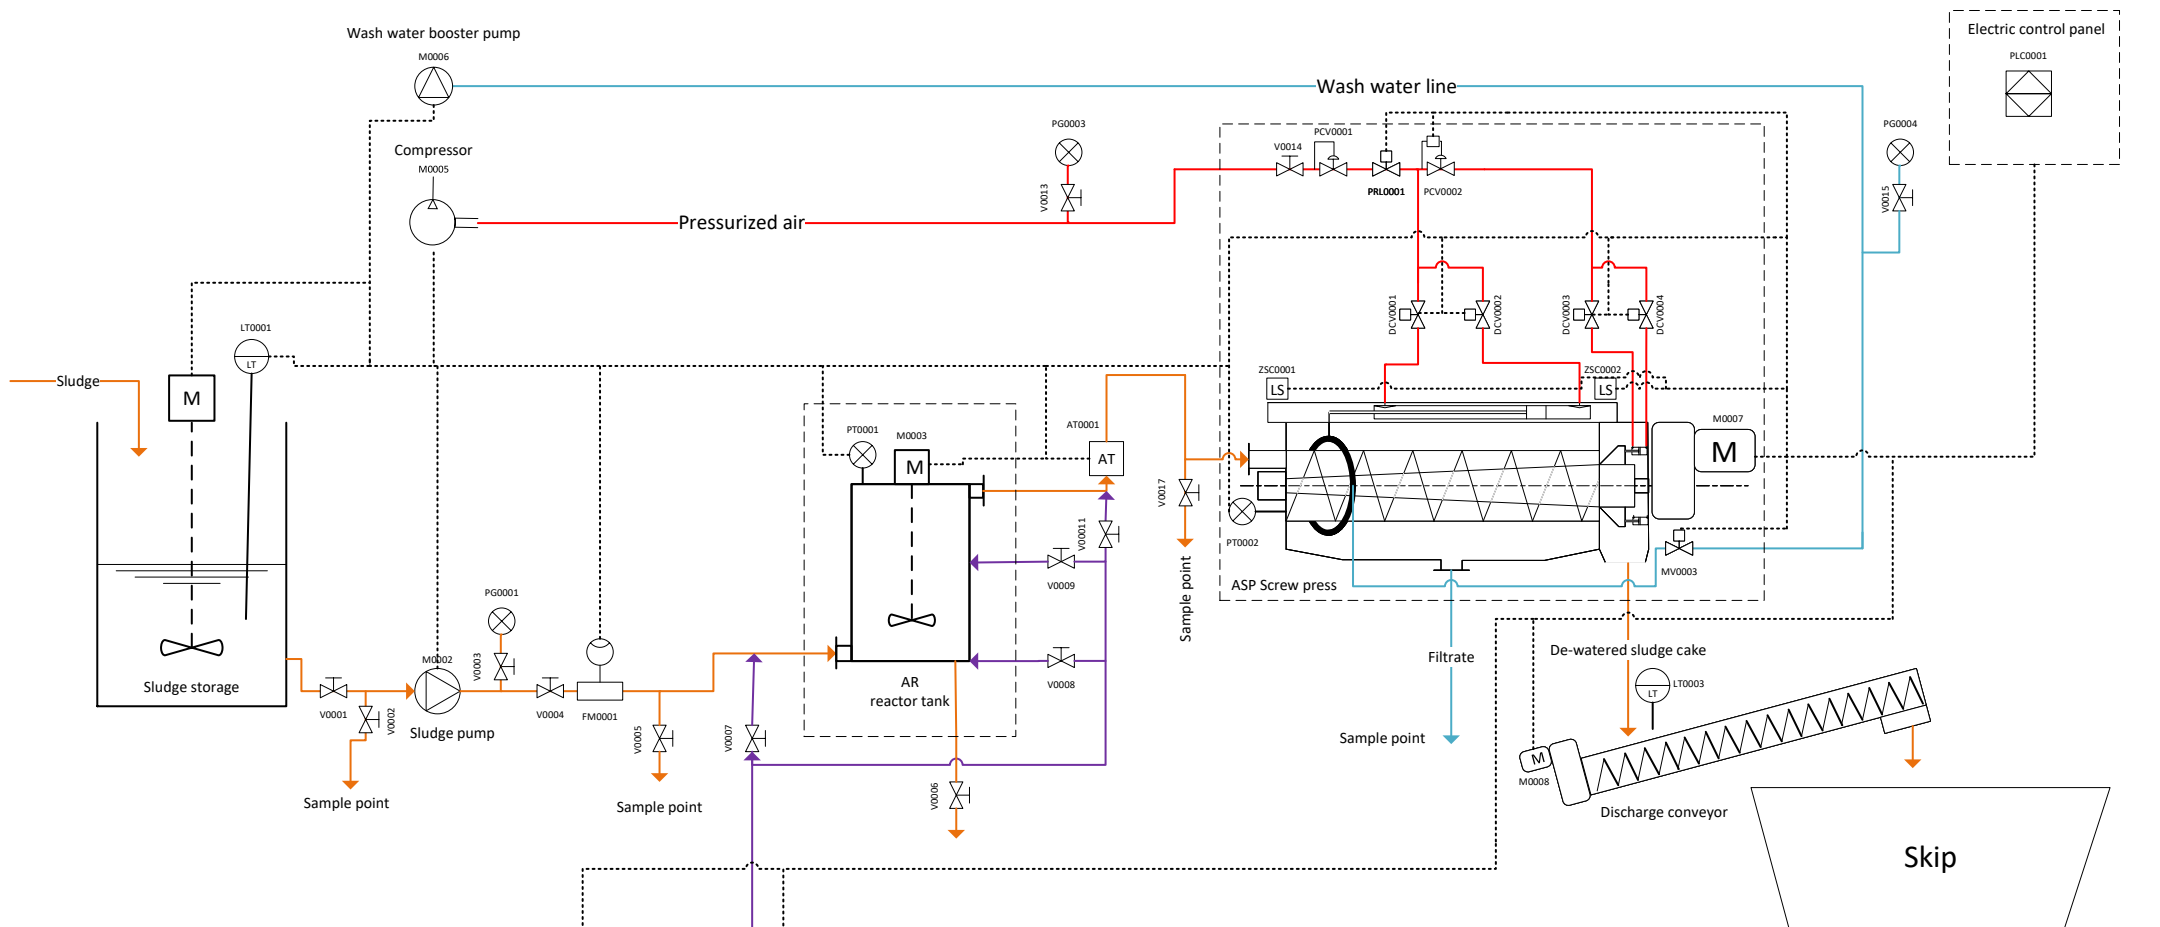 Wash water booster pump
M0006
Wash water line
Electric control panel
PLC0001
Compressor
M0005
Pressurized air
PG0003
V0013
V0014
PCV0001
PRL0001
PCV0002
PG0004
V0015
DCV0001
DCV0002
DCV0003
DCV0004
LT0001
LT
Sludge
M
Sludge storage
V0001
V0002
Sample point
M0002
Sludge pump
PG0001
V0003
V0004
FM0001
V0005
Sample point
V0007
PT0001
M0003
M
AR
reactor tank
V0006
AT0001
AT
V00011
V0009
V0008
V0017
Sample point
ZSC0001
LS
ZSC0002
LS
M0007
M
PT0002
ASP Screw press
MV0003
Filtrate
Sample point
De-watered sludge cake
LT0003
LT
M
M0008
Discharge conveyor
Skip